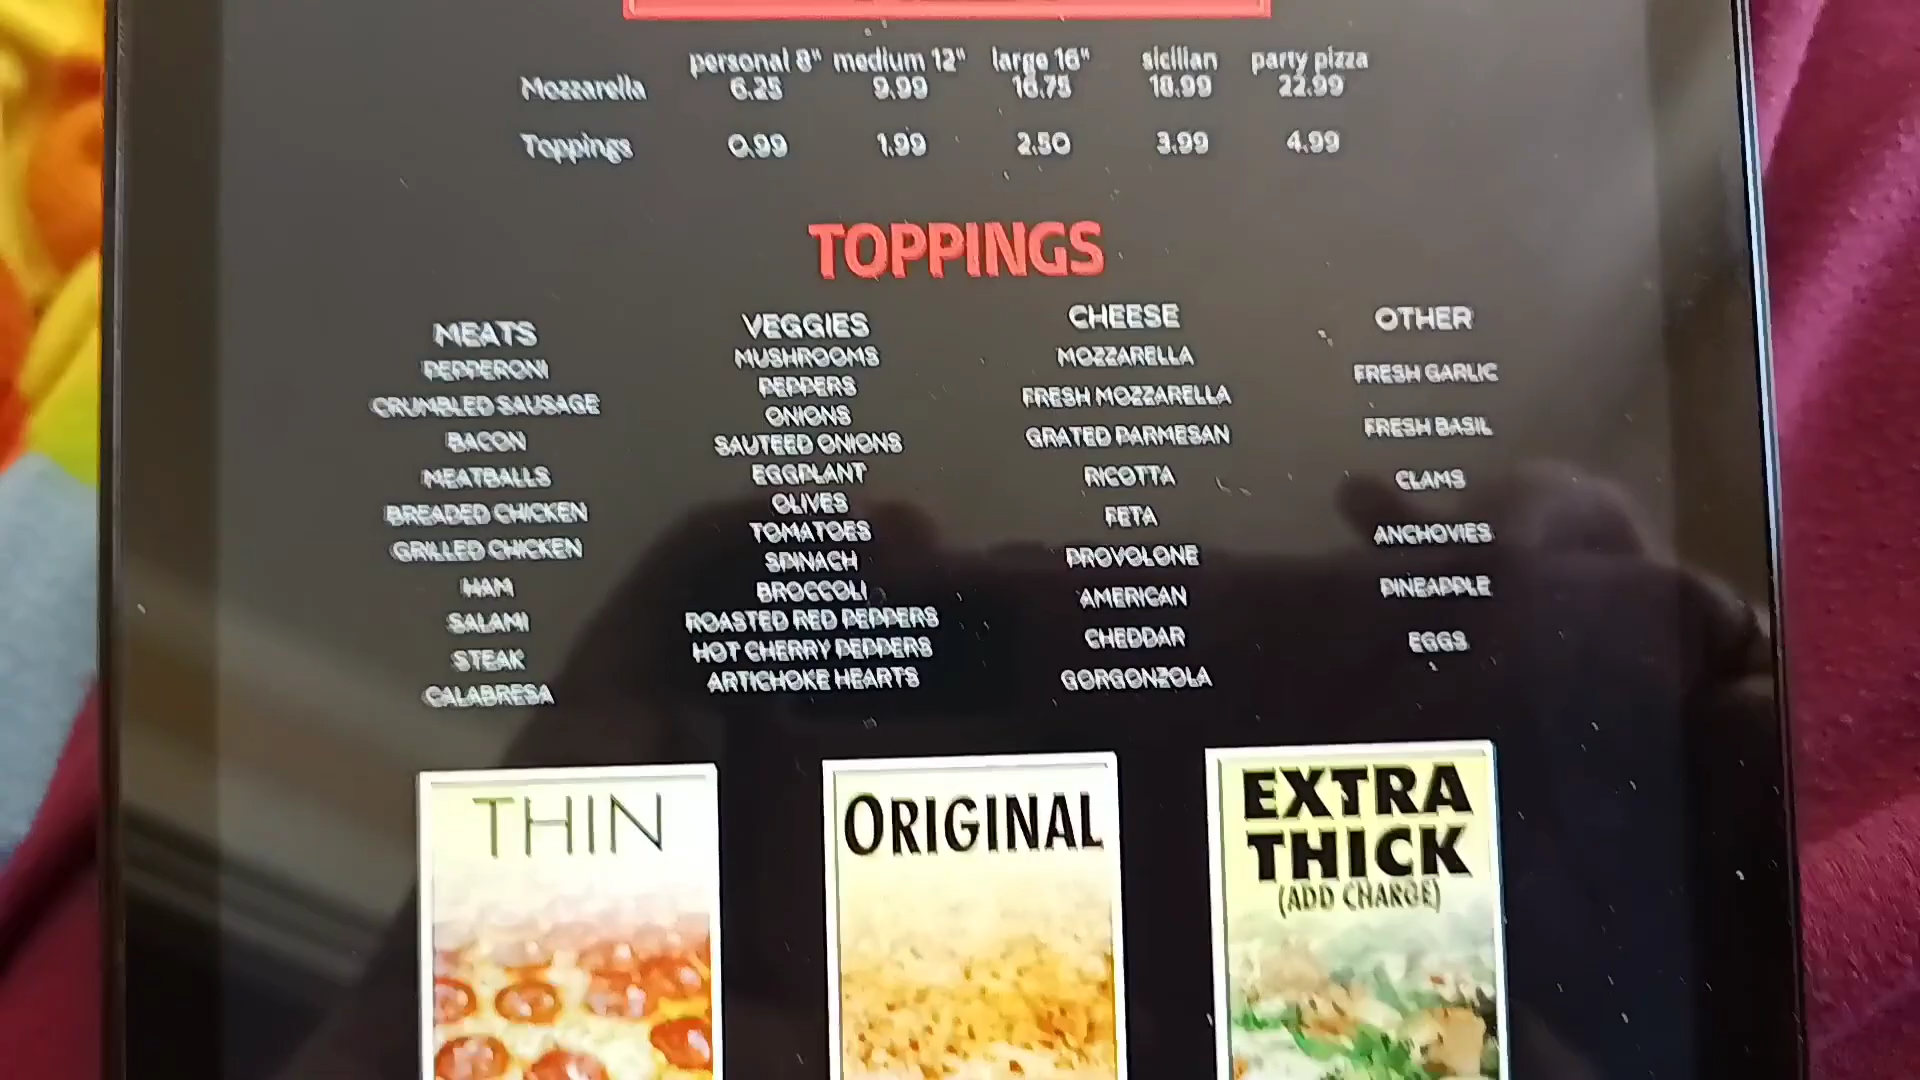 personal 8" medium 12" large 16" sicilian party pizza
Mozzarella 6.25 9.99 16.75 18.99 22.99
Toppings 0.99 1.99 2.50 3.99 4.99
TOPPINGS
MEATS
PEPPERONI
CRUMBLED SAUSAGE
BACON
MEATBALLS
BREADED CHICKEN
GRILLED CHICKEN
HAM
SALAMI
STEAK
CALABRESA
VEGGIES
MUSHROOMS
PEPPERS
ONIONS
SAUTEED ONIONS
EGGPLANT
OLIVES
TOMATOES
SPINACH
BROCCOLI
ROASTED RED PEPPERS
HOT CHERRY PEPPERS
ARTICHOKE HEARTS
CHEESE
MOZZARELLA
FRESH MOZZARELLA
GRATED PARMESAN
RICOTTA
FETA
PROVOLONE
AMERICAN
CHEDDAR
GORGONZOLA
OTHER
FRESH GARLIC
FRESH BASIL
CLAMS
ANCHOVIES
PINEAPPLE
EGGS
THIN
ORIGINAL
EXTRA
THICK
(ADD CHARGE)